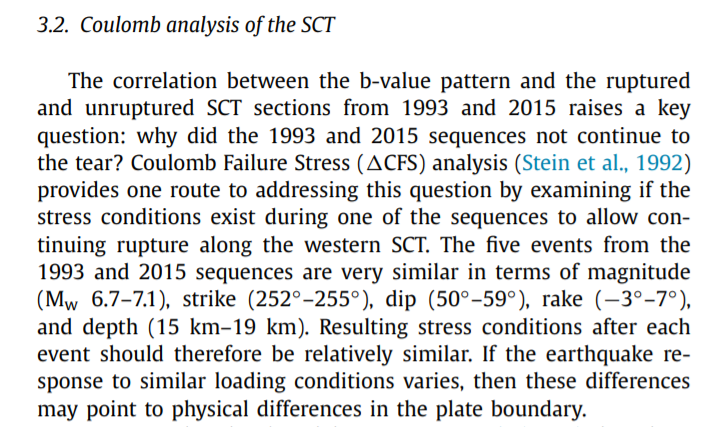 3.2. Coulomb analysis of the SCT
The correlation between the b-value pattern and the ruptured
and unruptured SCT sections from 1993 and 2015 raises a key
question: why did the 1993 and 2015 sequences not continue to
the tear? Coulomb Failure Stress (△CFS) analysis (Stein et al., 1992)
provides one route to addressing this question by examining if the
stress conditions exist during one of the sequences to allow con-
tinuing rupture along the western SCT. The five events from the
1993 and 2015 sequences are very similar in terms of magnitude
(Mw 6.7–7.1), strike (252°–255°), dip (50°–59°), rake (−3°–7°),
and depth (15 km–19 km). Resulting stress conditions after each
event should therefore be relatively similar. If the earthquake re-
sponse to similar loading conditions varies, then these differences
may point to physical differences in the plate boundary.